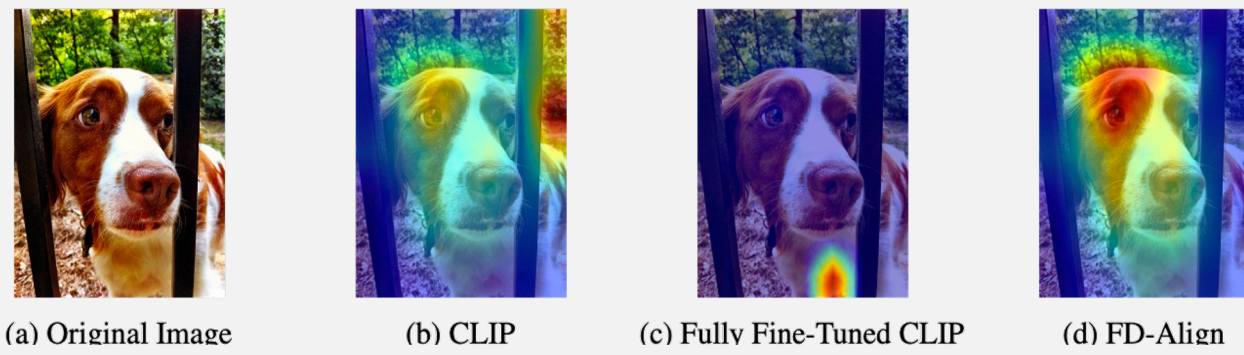 (a) Original Image
(b) CLIP
(c) Fully Fine-Tuned CLIP
(d) FD-Align